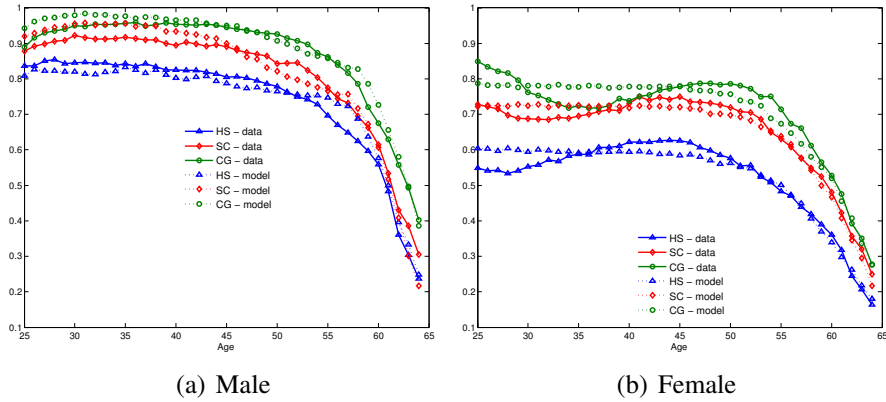 1
0.9
0.8
0.7
0.6
0.5
0.4
0.3
0.2
0.1
25 30 35 40 45 50 55 60 65
Age
HS – data
SC – data
CG – data
HS – model
SC – model
CG – model
(a) Male
1
0.9
0.8
0.7
0.6
0.5
0.4
0.3
0.2
0.1
25 30 35 40 45 50 55 60 65
Age
HS – data
SC – data
CG – data
HS – model
SC – model
CG – model
(b) Female